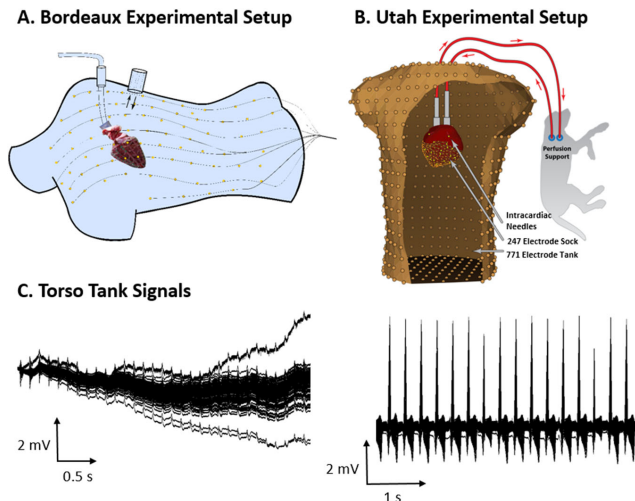 A. Bordeaux Experimental Setup
B. Utah Experimental Setup
Perfusion
Support
Intracardiac
Needles
247 Electrode Sock
771 Electrode Tank
C. Torso Tank Signals
2 mV
0.5 s
2 mV
1 s